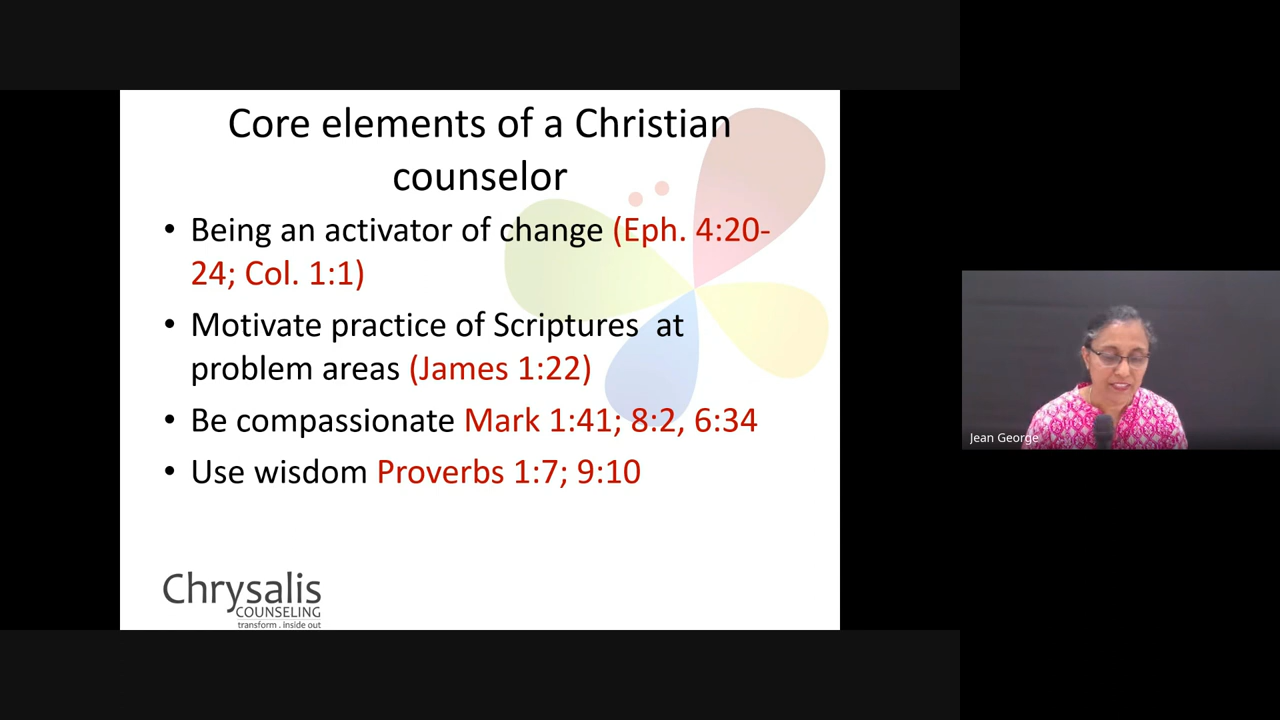 Core elements of a Christian
counselor
• Being an activator of change (Eph. 4:20-
24; Col. 1:1)
• Motivate practice of Scriptures at
problem areas (James 1:22)
• Be compassionate Mark 1:41; 8:2, 6:34
• Use wisdom Proverbs 1:7; 9:10
Chrysalis
COUNSELING
transform . inside out
Jean George